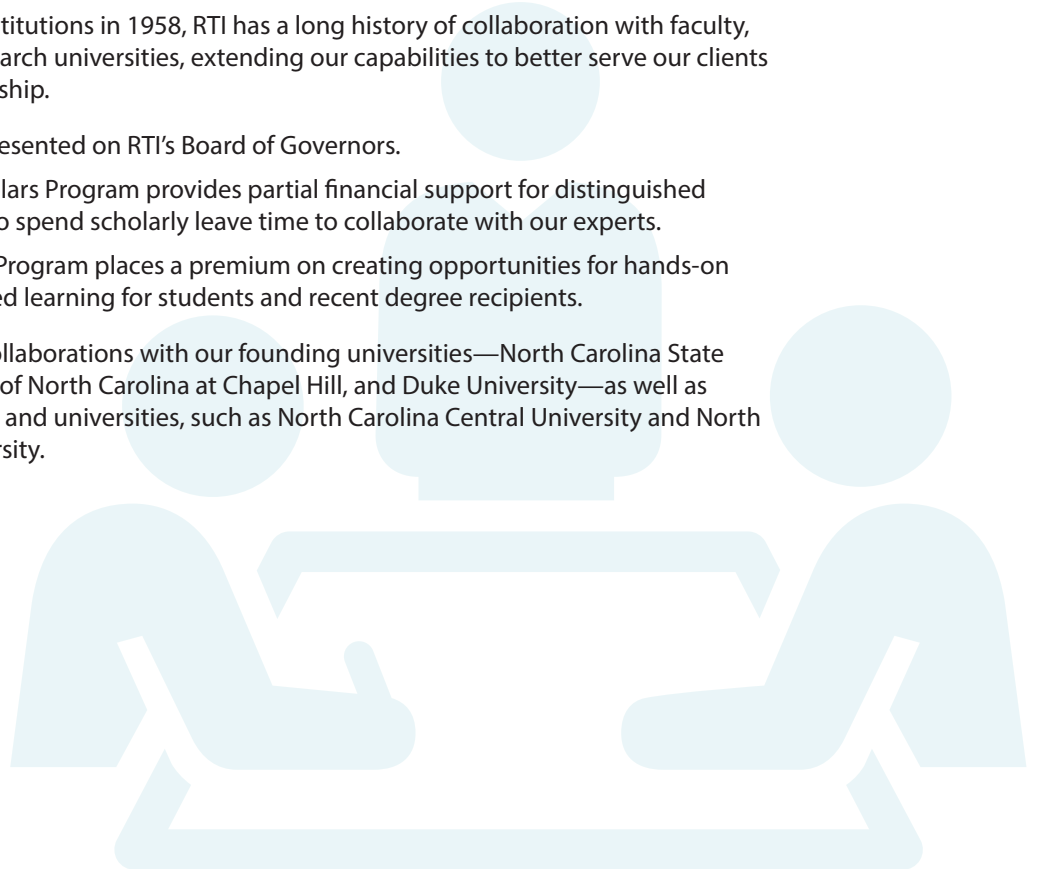 titutions in 1958, RTI has a long history of collaboration with faculty,
arch universities, extending our capabilities to better serve our clients
ship.
esented on RTI’s Board of Governors.
lars Program provides partial financial support for distinguished
o spend scholarly leave time to collaborate with our experts.
Program places a premium on creating opportunities for hands-on
ed learning for students and recent degree recipients.
ollaborations with our founding universities—North Carolina State
of North Carolina at Chapel Hill, and Duke University—as well as
and universities, such as North Carolina Central University and North
rsity.